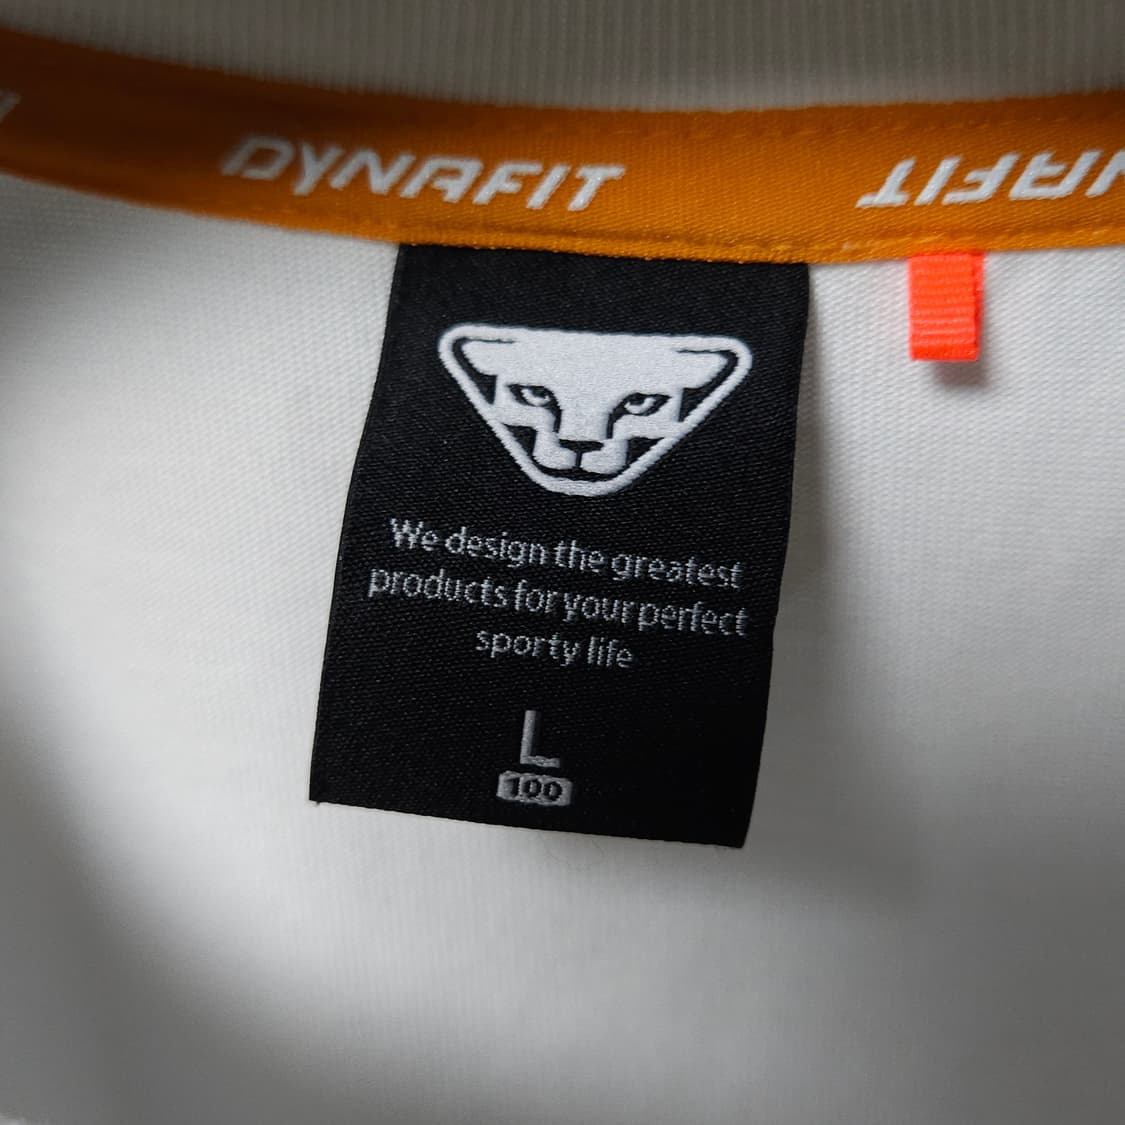 DYNAFIT
DYNAFIT
We design the greatest
products for your perfect
sporty life
L
100